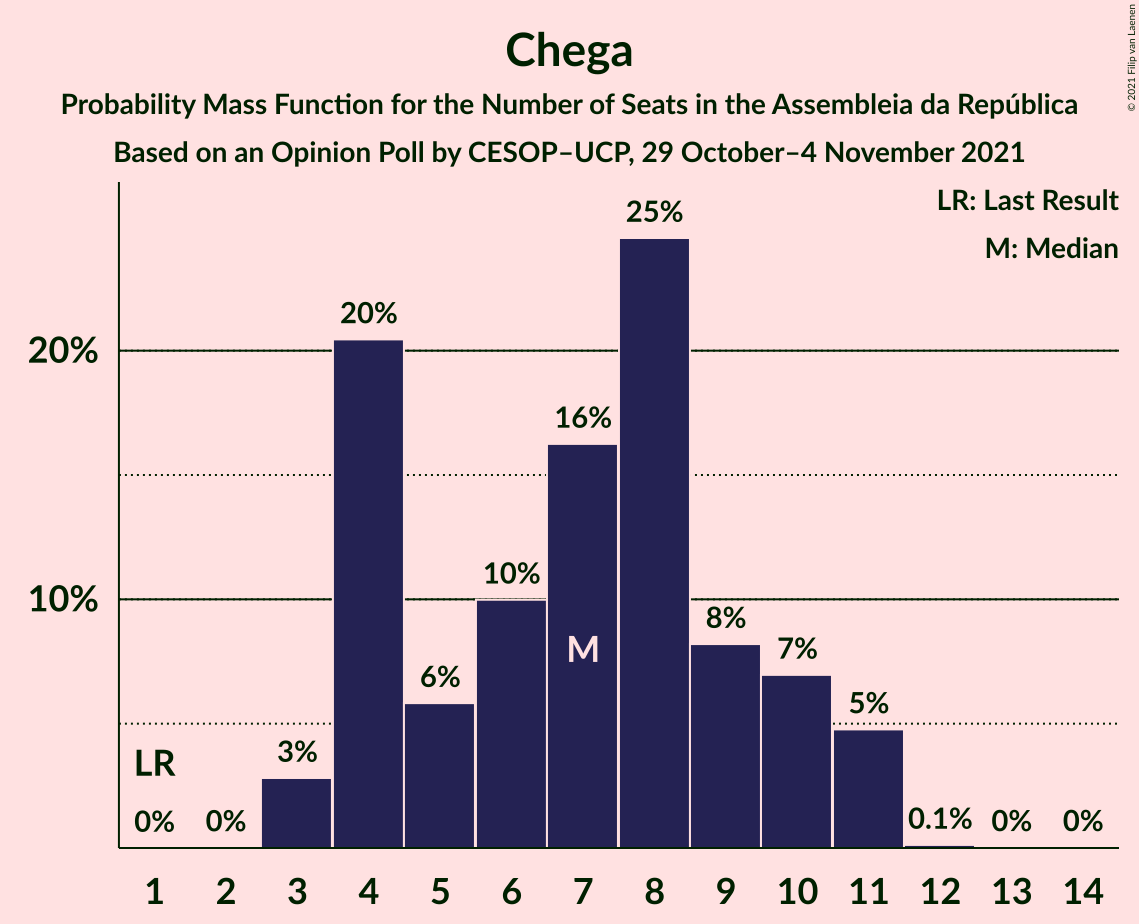 Chega
Probability Mass Function for the Number of Seats in the Assembleia da República
Based on an Opinion Poll by CESOP–UCP, 29 October–4 November 2021
© 2021 Filip van Laenen
LR: Last Result
M: Median
25%
20%
20%
16%
10%
10%
8%
M
7%
6%
5%
LR
3%
0% 0% 0.1% 0% 0%
1 2 3 4 5 6 7 8 9 10 11 12 13 14